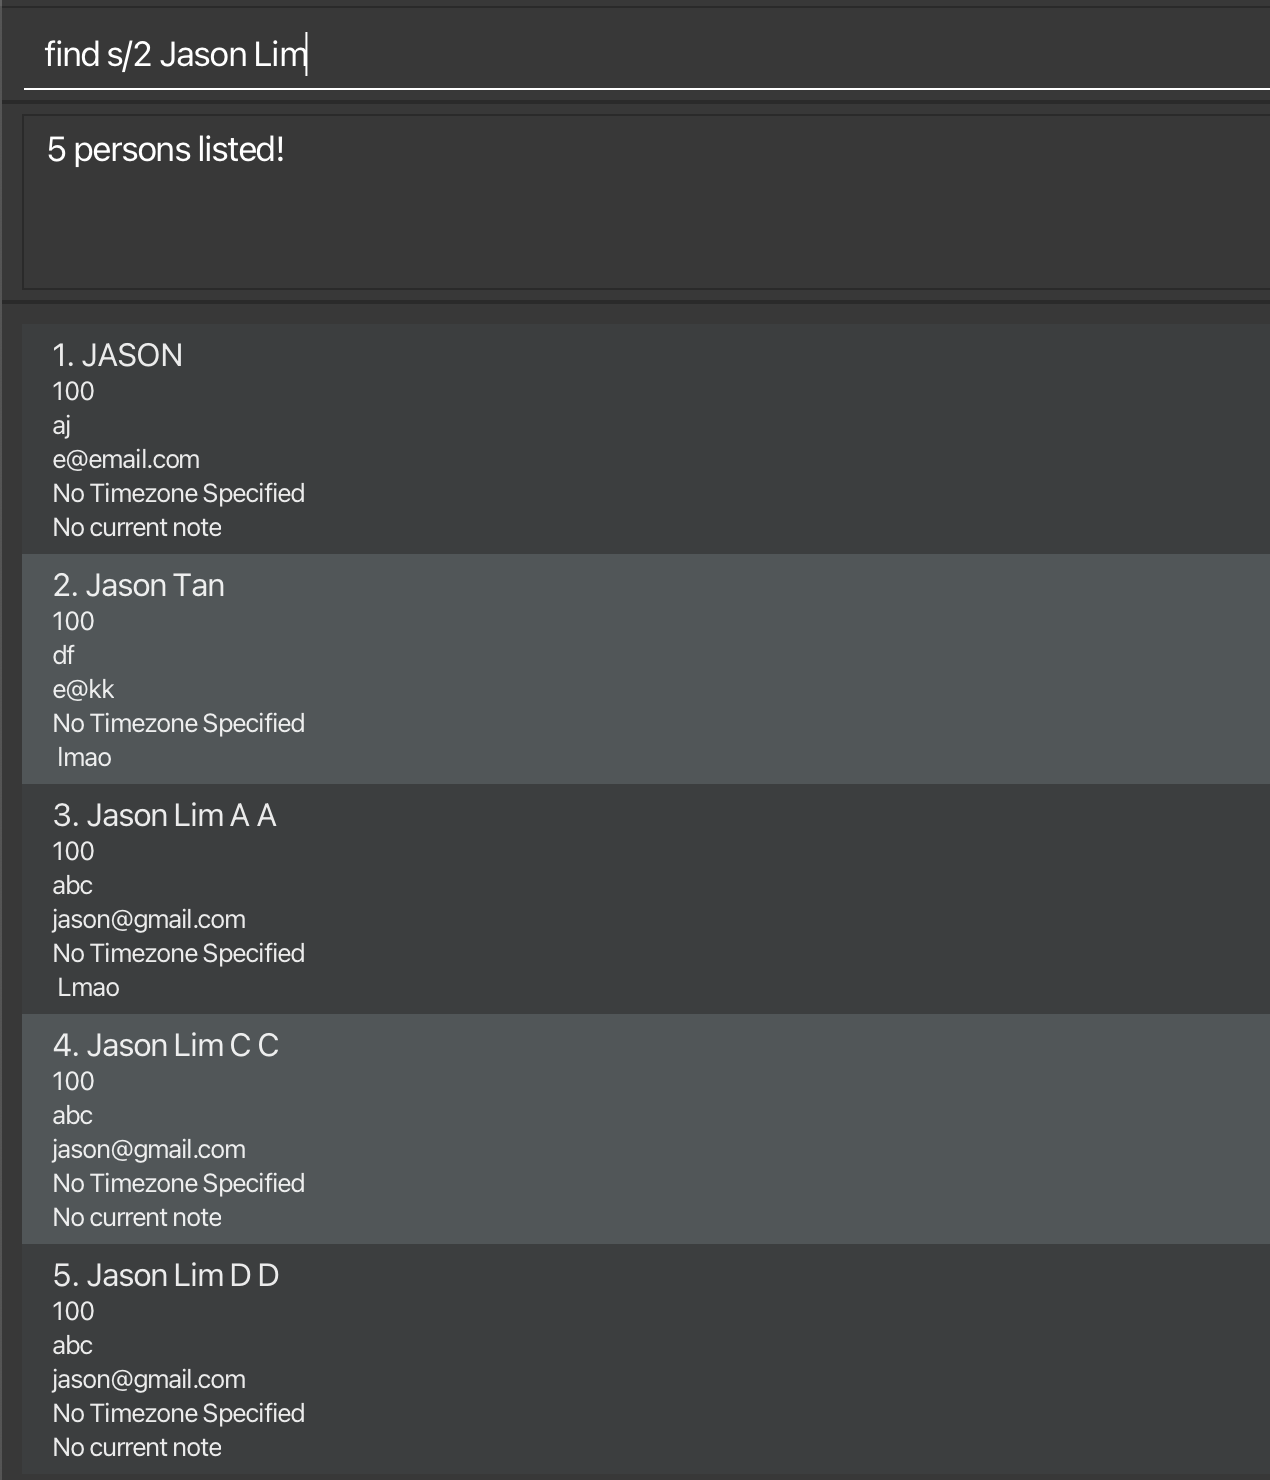 find s/2 Jason Lim
5 persons listed!
1. JASON
100
aj
e@email.com
No Timezone Specified
No current note
2. Jason Tan
100
df
e@kk
No Timezone Specified
lmao
3. Jason Lim A A
100
abc
jason@gmail.com
No Timezone Specified
Lmao
4. Jason Lim C C
100
abc
jason@gmail.com
No Timezone Specified
No current note
5. Jason Lim D D
100
abc
jason@gmail.com
No Timezone Specified
No current note